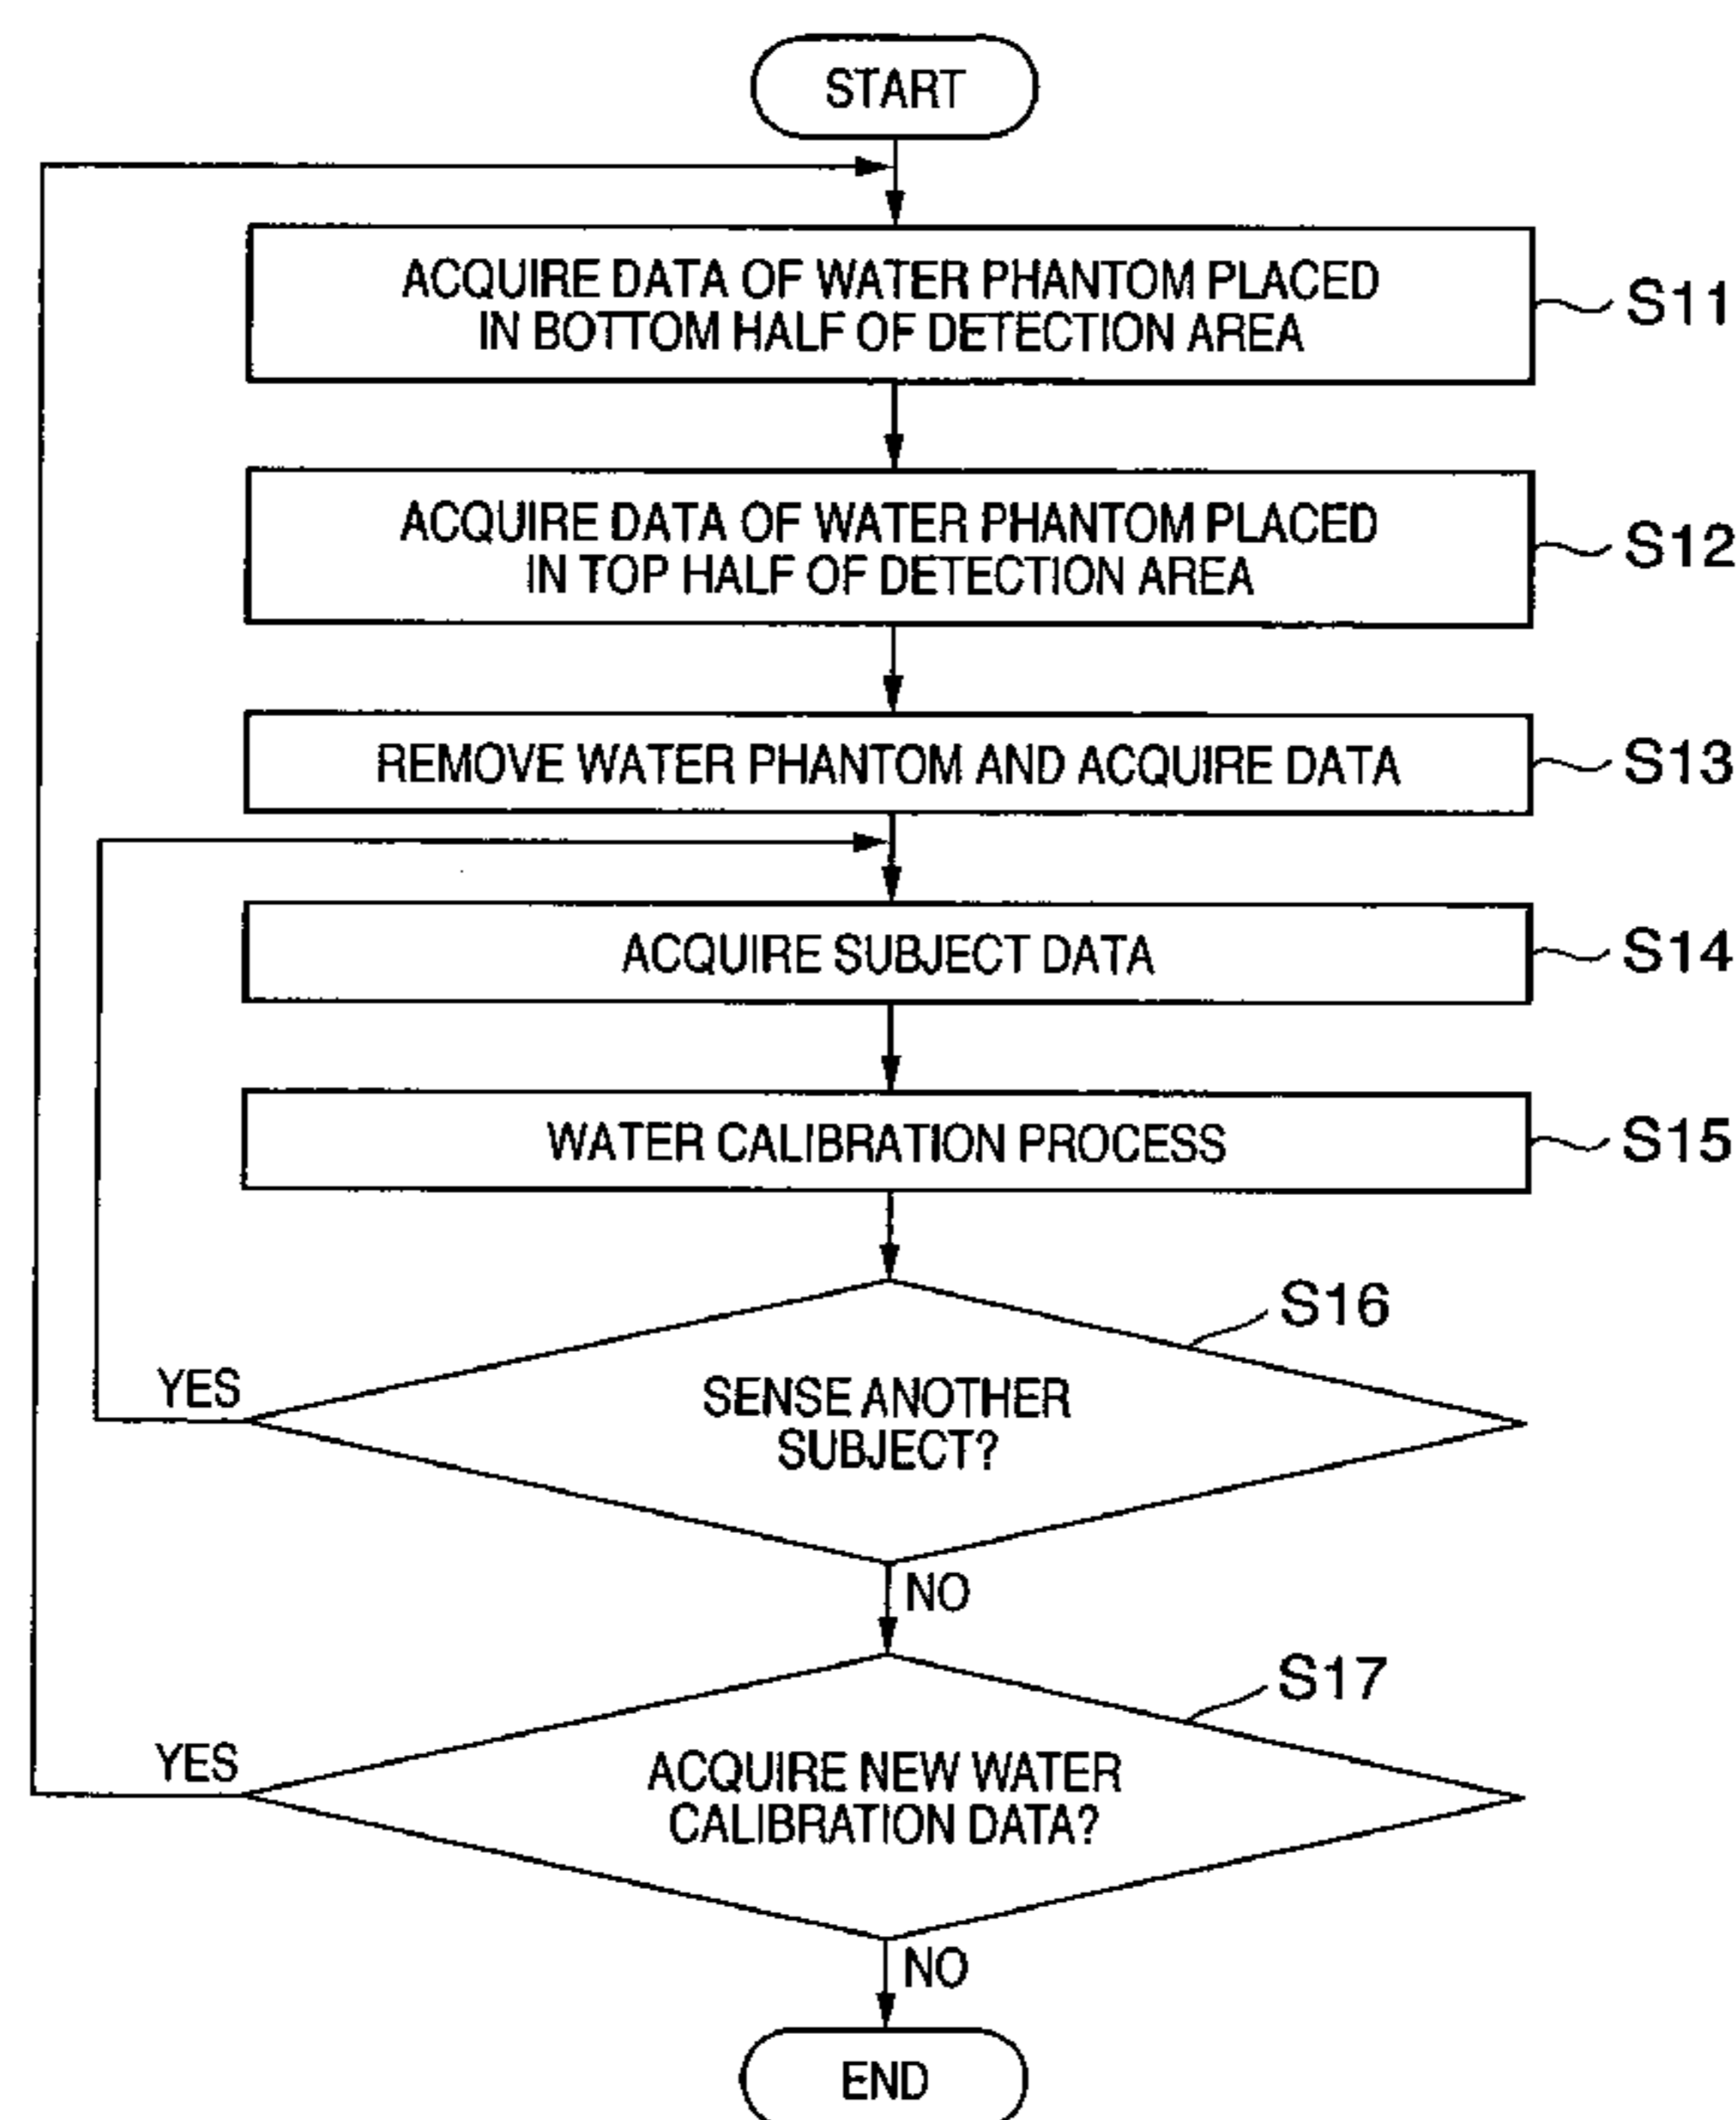 START
ACQUIRE DATA OF WATER PHANTOM PLACED
IN BOTTOM HALF OF DETECTION AREA
S11
ACQUIRE DATA OF WATER PHANTOM PLACED
IN TOP HALF OF DETECTION AREA
S12
REMOVE WATER PHANTOM AND ACQUIRE DATA
S13
ACQUIRE SUBJECT DATA
S14
WATER CALIBRATION PROCESS
S15
S16
YES
SENSE ANOTHER
SUBJECT?
NO
S17
YES
ACQUIRE NEW WATER
CALIBRATION DATA?
NO
END